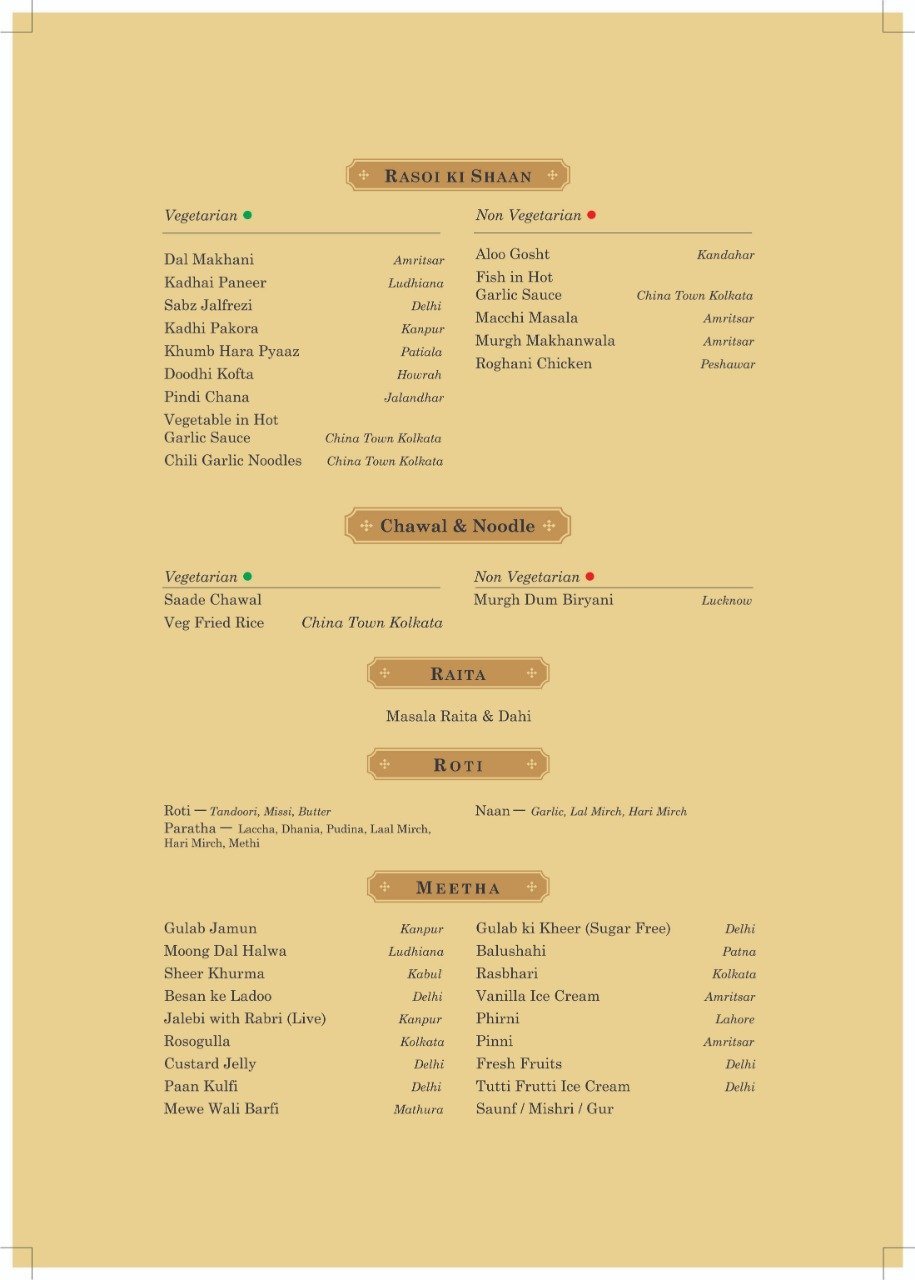 RASOI KI SHAAN
Vegetarian
Dal Makhani Amritsar
Kadhai Paneer Ludhiana
Sabz Jalfrezi Delhi
Kadhi Pakora Kanpur
Khumb Hara Pyaaz Patiala
Doodhi Kofta Howrah
Pindi Chana Jalandhar
Vegetable in Hot
Garlic Sauce China Town Kolkata
Chili Garlic Noodles China Town Kolkata
Non Vegetarian
Aloo Gosht Kandahar
Fish in Hot
Garlic Sauce China Town Kolkata
Macchi Masala Amritsar
Murgh Makhanwala Amritsar
Roghani Chicken Peshawar
Chawal & Noodle
Vegetarian
Saade Chawal
Veg Fried Rice China Town Kolkata
Non Vegetarian
Murgh Dum Biryani Lucknow
RAITA
Masala Raita & Dahi
ROTI
Roti — Tandoori, Missi, Butter
Paratha — Laccha, Dhania, Pudina, Laal Mirch,
Hari Mirch, Methi
Naan — Garlic, Lal Mirch, Hari Mirch
MEETHA
Gulab Jamun Kanpur
Moong Dal Halwa Ludhiana
Sheer Khurma Kabul
Besan ke Ladoo Delhi
Jalebi with Rabri (Live) Kanpur
Rosogulla Kolkata
Custard Jelly Delhi
Paan Kulfi Delhi
Mewe Wali Barfi Mathura
Gulab ki Kheer (Sugar Free) Delhi
Balushahi Patna
Rasbhari Kolkata
Vanilla Ice Cream Amritsar
Phirni Lahore
Pinni Amritsar
Fresh Fruits Delhi
Tutti Frutti Ice Cream Delhi
Saunf / Mishri / Gur